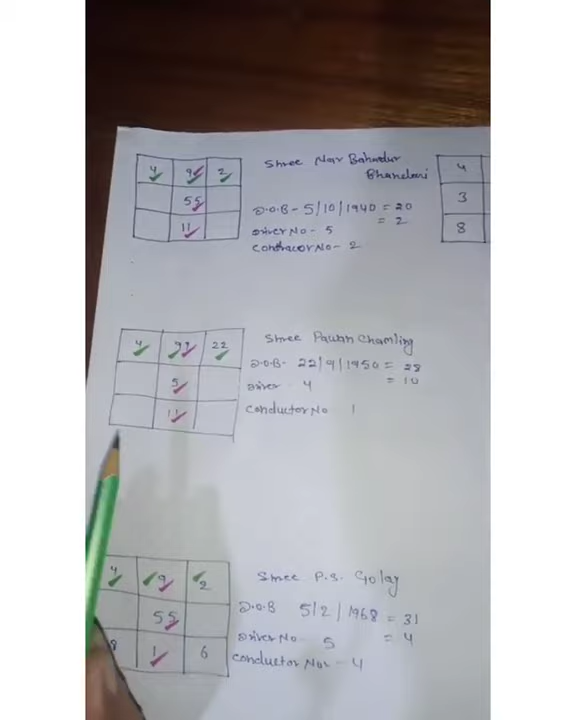 4 9 2
55
11
Shree Nar Bahadur
Bhandari
D.O.B - 5/10/1940 = 20
= 2
Driver No - 5
Conductor No - 2
4
3
8
4 99 22
5
11
Shree Pawan Chamling
D.O.B - 22/9/1950 = 28
= 10
Driver - 4
Conductor No 1
4 9 2
55
8 1 6
Shree P.S. Golay
D.O.B 5/2/1968 = 31
= 4
Driver No - 5
Conductor No - 4